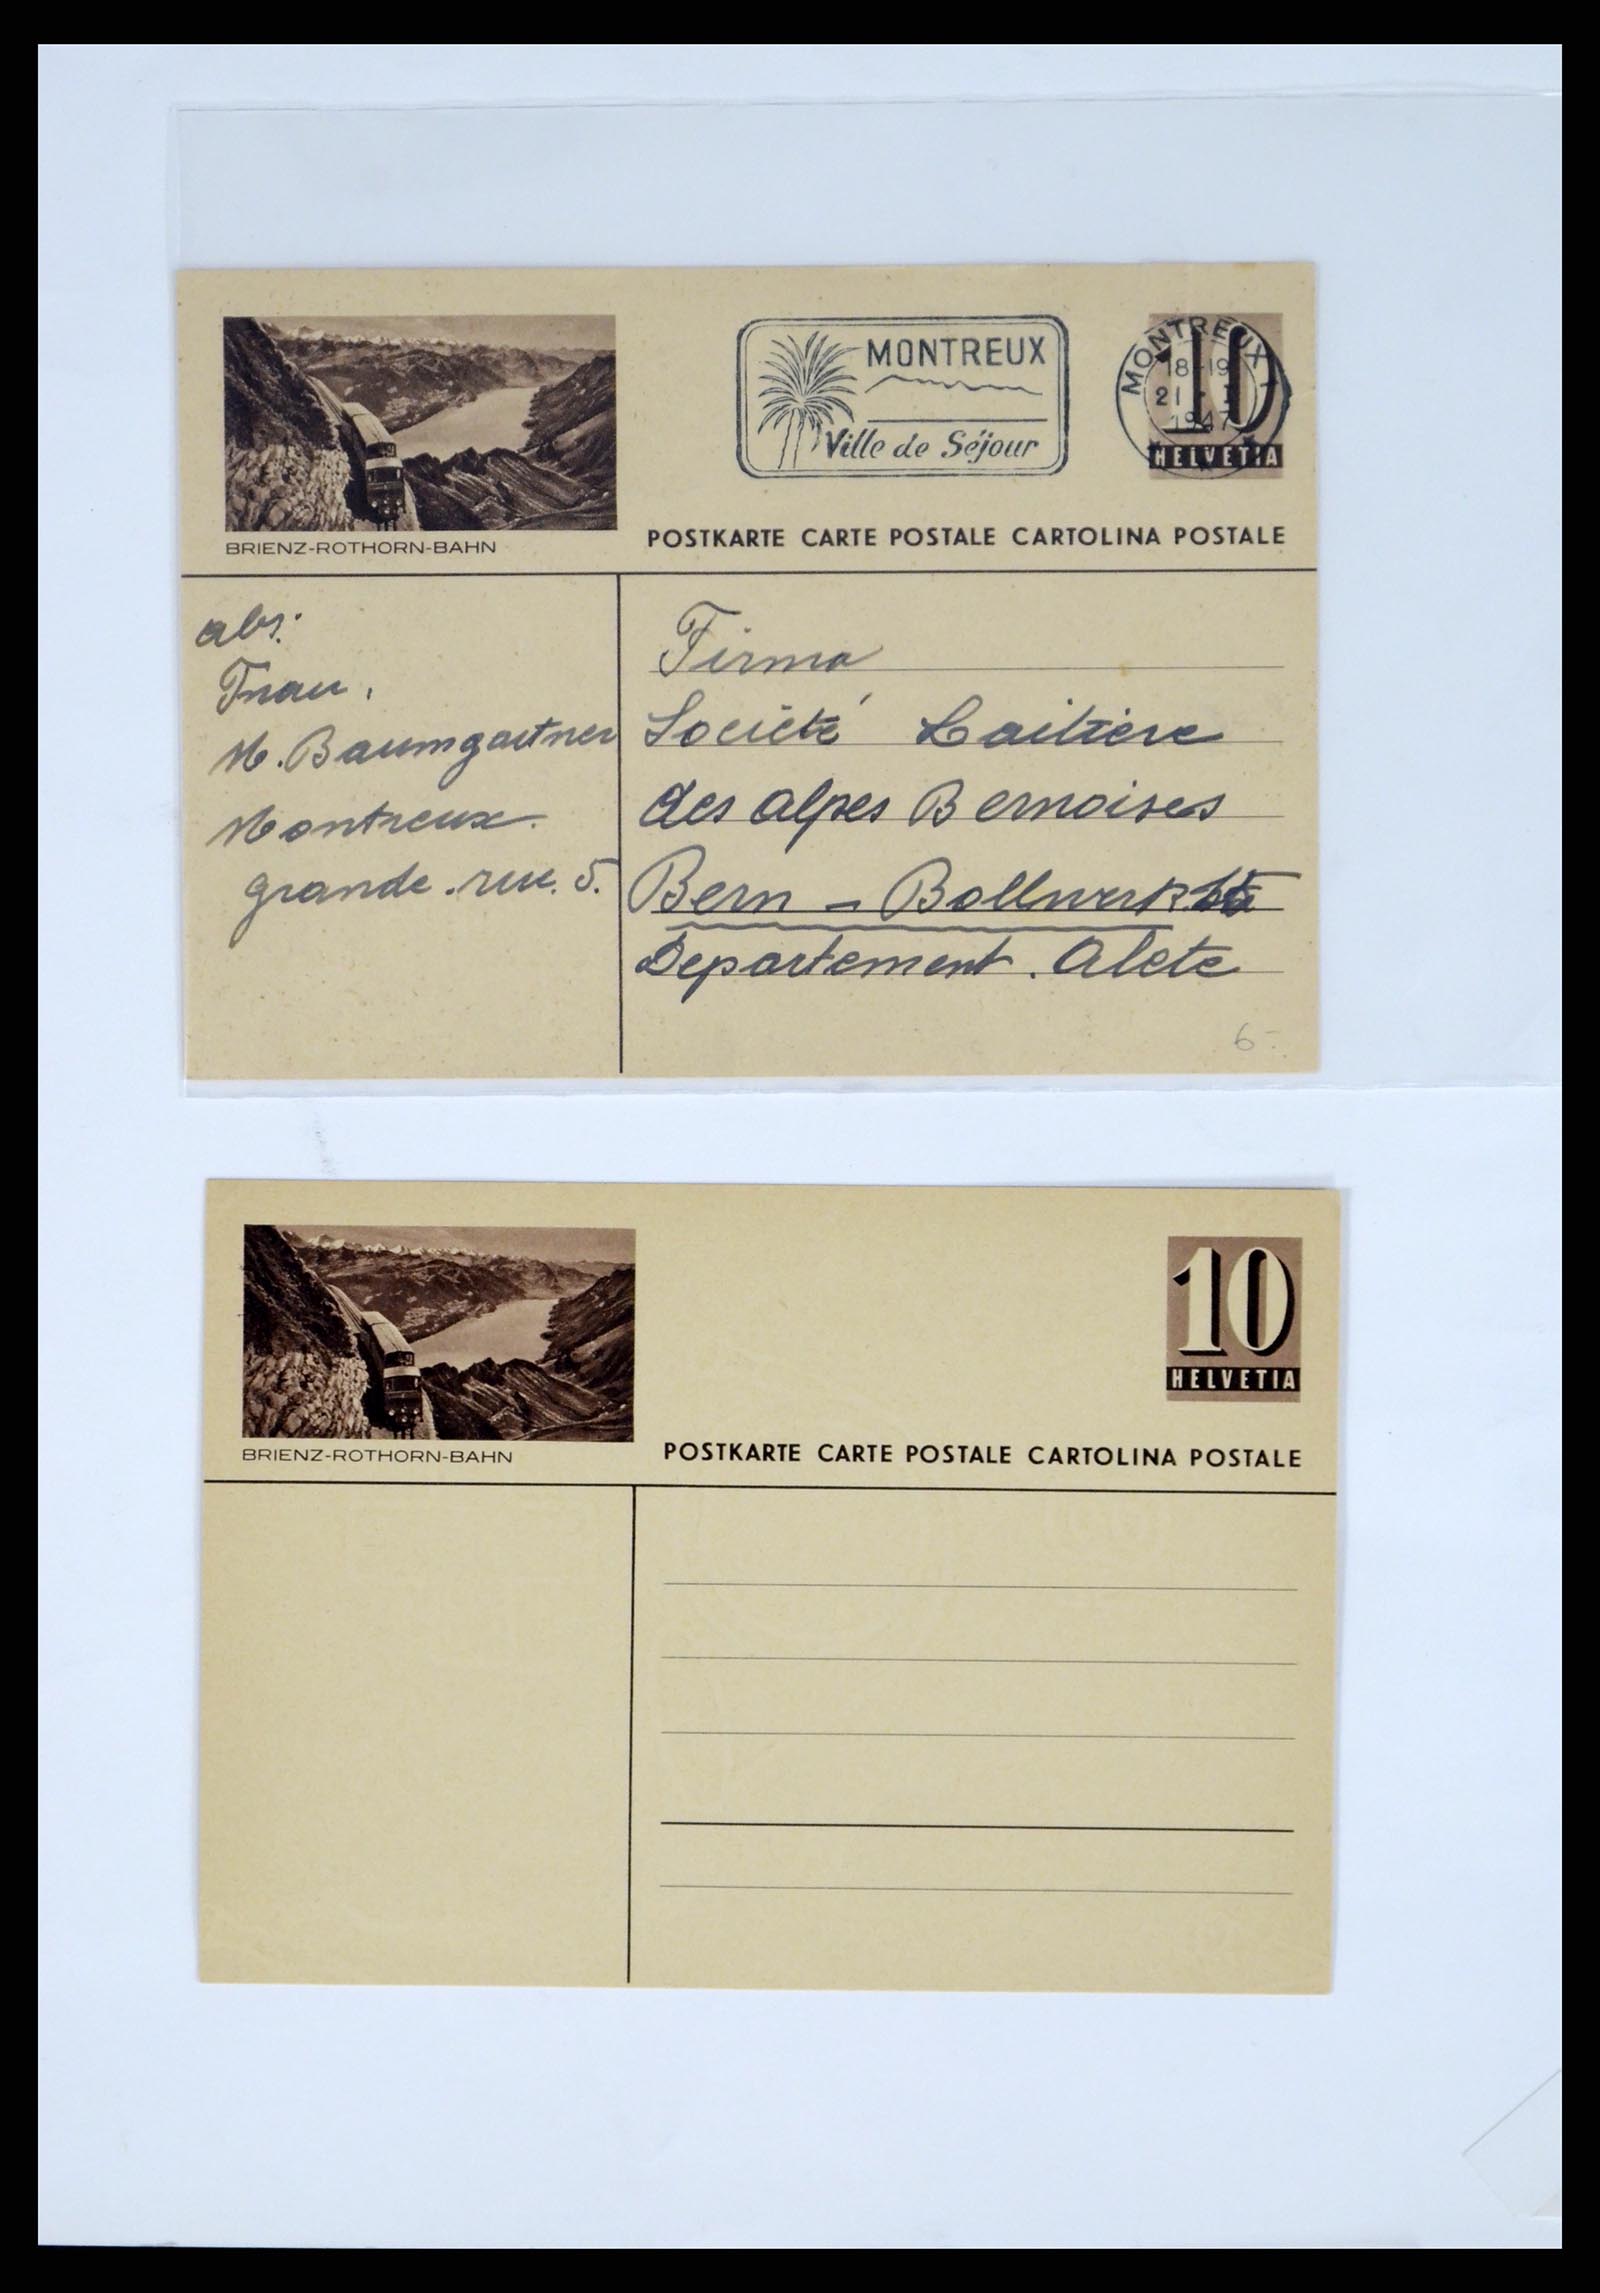 MONTREUX
Ville de Séjour
MONTREUX 1
18-19
21
1947
10
HELVETIA
BRIENZ-ROTHORN-BAHN
POSTKARTE CARTE POSTALE CARTOLINA POSTALE
abs:
Frau.
M. Baumgartner
Montreux.
grande . rue. 5.
Firma
Société Laitière
des alpes Bernoises
Bern - Bollwerk
Departement . Alete
6-
10
HELVETIA
BRIENZ-ROTHORN-BAHN
POSTKARTE CARTE POSTALE CARTOLINA POSTALE